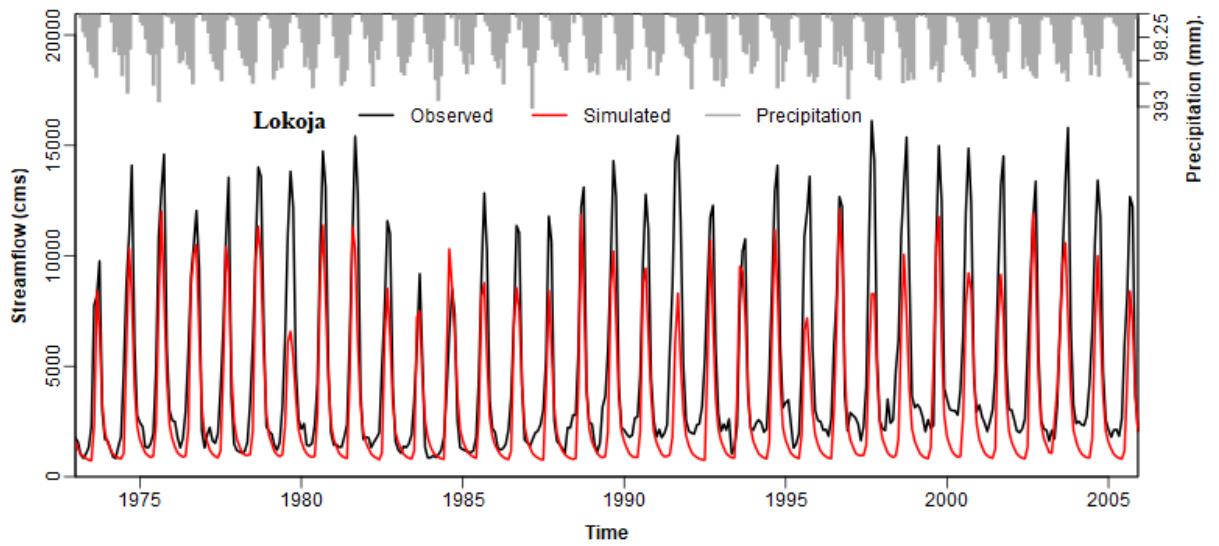 20000
15000
10000
5000
0
Streamflow (cms)
25
98.25
393
Precipitation (mm).
Lokoja
Observed
Simulated
Precipitation
1975
1980
1985
1990
1995
2000
2005
Time